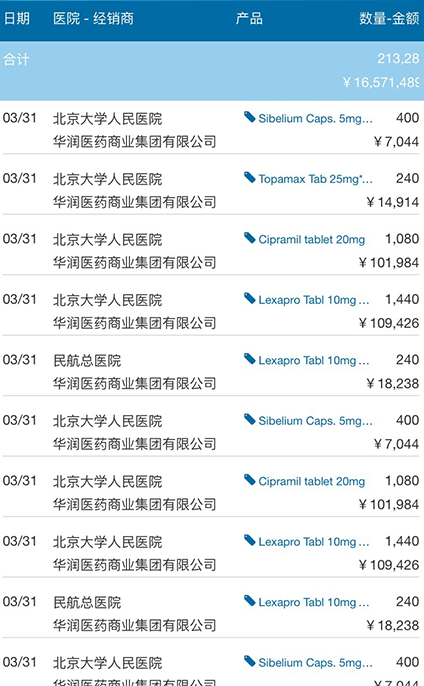 日期 医院 - 经销商 产品 数量-金额
合计 213,28
￥16,571,489
03/31 北京大学人民医院 Sibelium Caps. 5mg... 400
华润医药商业集团有限公司 ￥7,044
03/31 北京大学人民医院 Topamax Tab 25mg*... 240
华润医药商业集团有限公司 ￥14,914
03/31 北京大学人民医院 Cipramil tablet 20mg 1,080
华润医药商业集团有限公司 ￥101,984
03/31 北京大学人民医院 Lexapro Tabl 10mg ... 1,440
华润医药商业集团有限公司 ￥109,426
03/31 民航总医院 Lexapro Tabl 10mg ... 240
华润医药商业集团有限公司 ￥18,238
03/31 北京大学人民医院 Sibelium Caps. 5mg... 400
华润医药商业集团有限公司 ￥7,044
03/31 北京大学人民医院 Cipramil tablet 20mg 1,080
华润医药商业集团有限公司 ￥101,984
03/31 北京大学人民医院 Lexapro Tabl 10mg ... 1,440
华润医药商业集团有限公司 ￥109,426
03/31 民航总医院 Lexapro Tabl 10mg ... 240
华润医药商业集团有限公司 ￥18,238
03/31 北京大学人民医院 Sibelium Caps. 5mg... 400
华润医药商业集团有限公司 ￥7,044